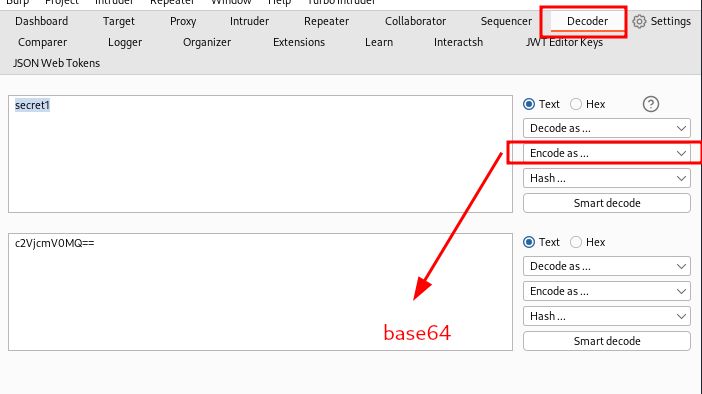 Burp Project Intruder Repeater Window Help Turbo Intruder
Dashboard Target Proxy Intruder Repeater Collaborator Sequencer Decoder Settings
Comparer Logger Organizer Extensions Learn Interactsh JWT Editor Keys
JSON Web Tokens
secret1
Text Hex ?
Decode as ...
Encode as ...
Hash ...
Smart decode
c2VjcmV0MQ==
Text Hex
Decode as ...
Encode as ...
Hash ...
Smart decode
base64